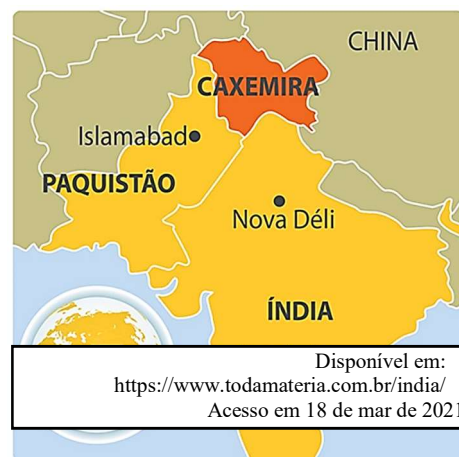 CHINA
CAXEMIRA
Islamabad
PAQUISTÃO
Nova Déli
ÍNDIA
Disponível em:
https://www.todamateria.com.br/india/
Acesso em 18 de mar de 2021